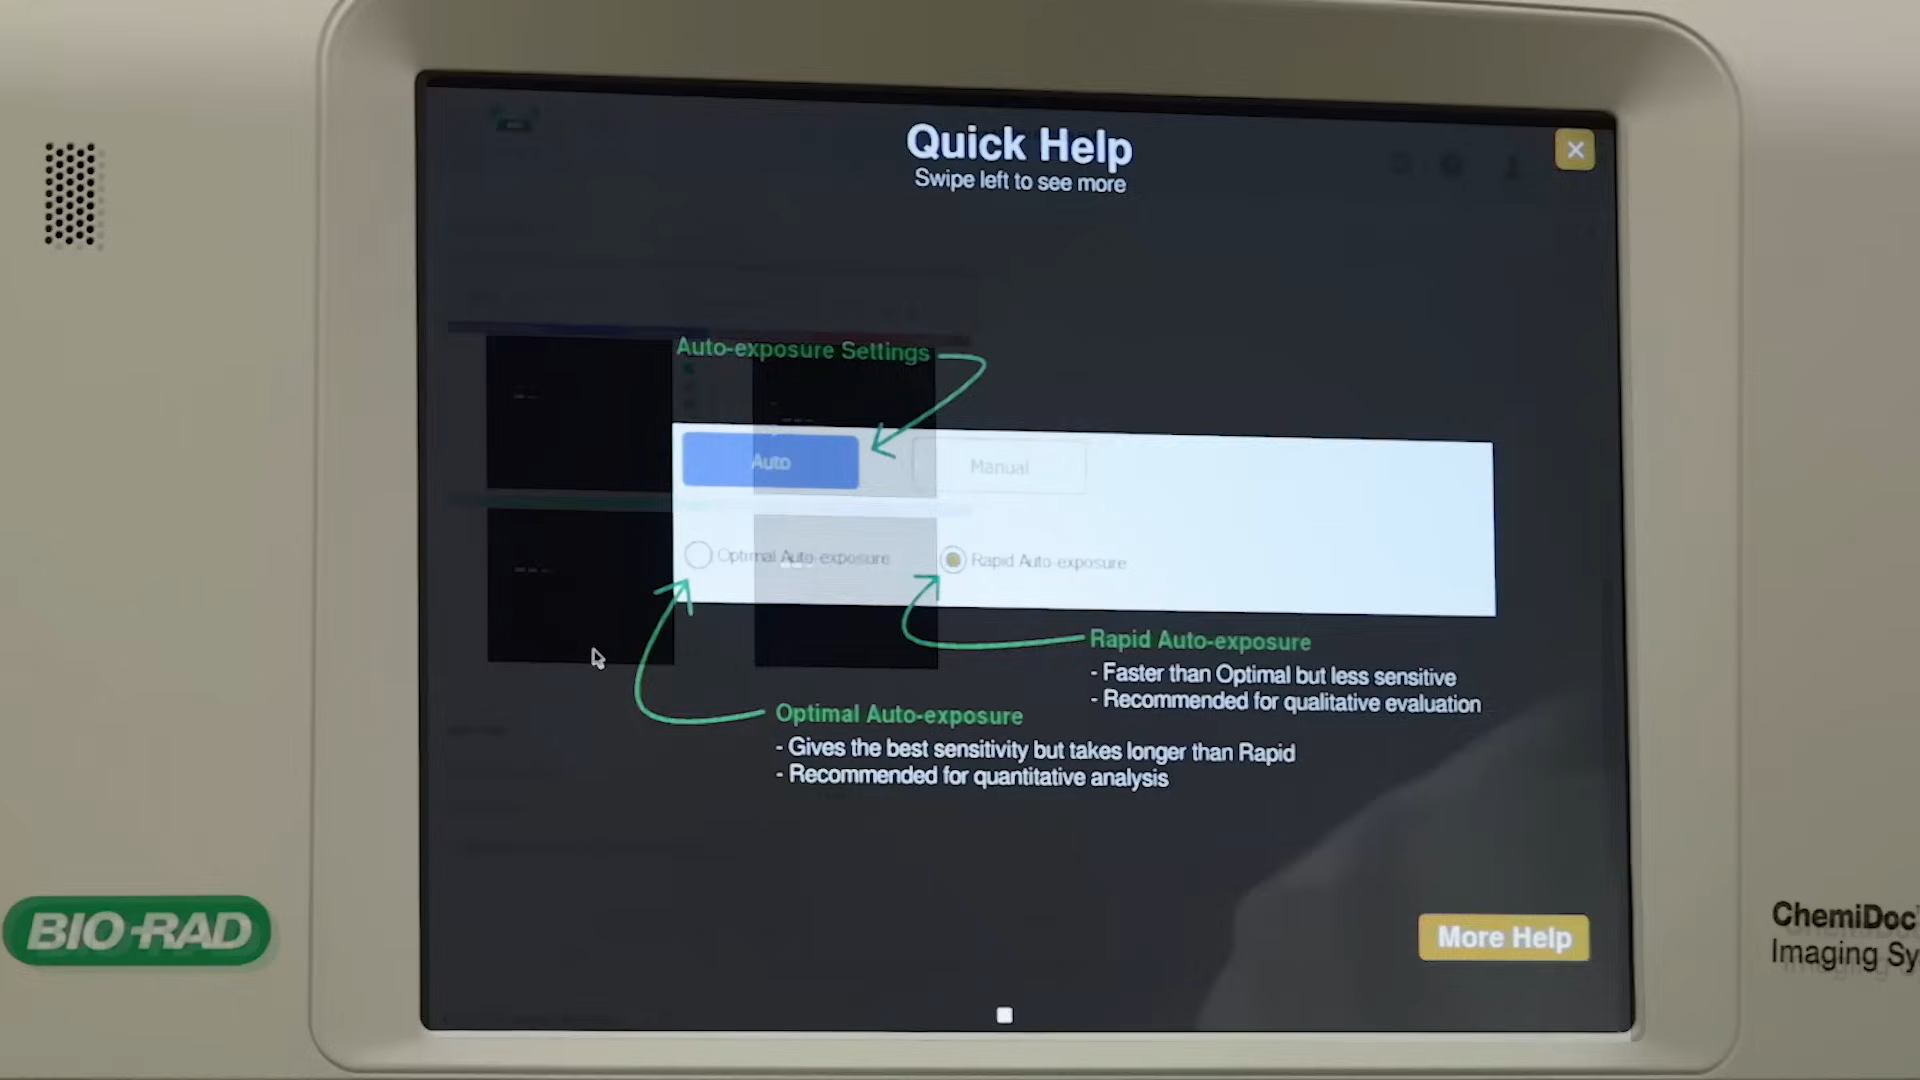 Quick Help
Swipe left to see more
Auto-exposure Settings
Auto
Manual
Optimal Auto-exposure
Rapid Auto-exposure
Rapid Auto-exposure
- Faster than Optimal but less sensitive
- Recommended for qualitative evaluation
Optimal Auto-exposure
- Gives the best sensitivity but takes longer than Rapid
- Recommended for quantitative analysis
More Help
BIO-RAD
ChemiDoc
Imaging Sy